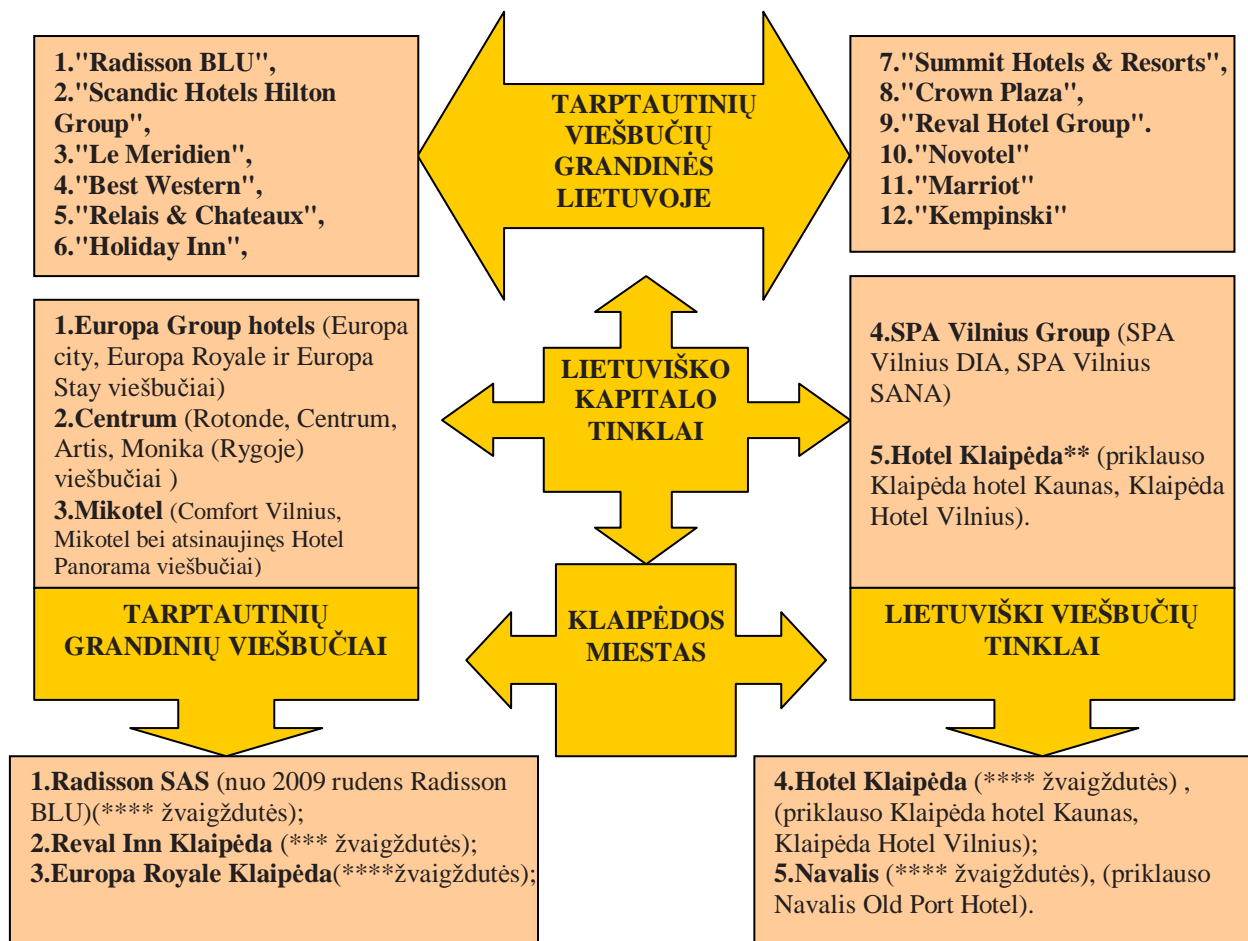 1."Radisson BLU",
2."Scandic Hotels Hilton
Group",
3."Le Meridien",
4."Best Western",
5."Relais & Chateaux",
6."Holiday Inn",
TARPTAUTINIŲ
VIEŠBUČIŲ
GRANDINĖS
LIETUVOJE
7."Summit Hotels & Resorts",
8."Crown Plaza",
9."Reval Hotel Group".
10."Novotel"
11."Marriot"
12."Kempinski"
1.Europa Group hotels (Europa
city, Europa Royale ir Europa
Stay viešbučiai)
2.Centrum (Rotonde, Centrum,
Artis, Monika (Rygoje)
viešbučiai )
3.Mikotel (Comfort Vilnius,
Mikotel bei atsinaujinęs Hotel
Panorama viešbučiai)
LIETUVIŠKO
KAPITALO
TINKLAI
4.SPA Vilnius Group (SPA
Vilnius DIA, SPA Vilnius
SANA)
5.Hotel Klaipėda** (priklauso
Klaipėda hotel Kaunas, Klaipėda
Hotel Vilnius).
TARPTAUTINIŲ
GRANDINIŲ VIEŠBUČIAI
KLAIPĖDOS
MIESTAS
LIETUVIŠKI VIEŠBUČIŲ
TINKLAI
1.Radisson SAS (nuo 2009 rudens Radisson
BLU)(**** žvaigždutės);
2.Reval Inn Klaipėda (*** žvaigždutės);
3.Europa Royale Klaipėda(****žvaigždutės);
4.Hotel Klaipėda (**** žvaigždutės) ,
(priklauso Klaipėda hotel Kaunas,
Klaipėda Hotel Vilnius);
5.Navalis (**** žvaigždutės), (priklauso
Navalis Old Port Hotel).